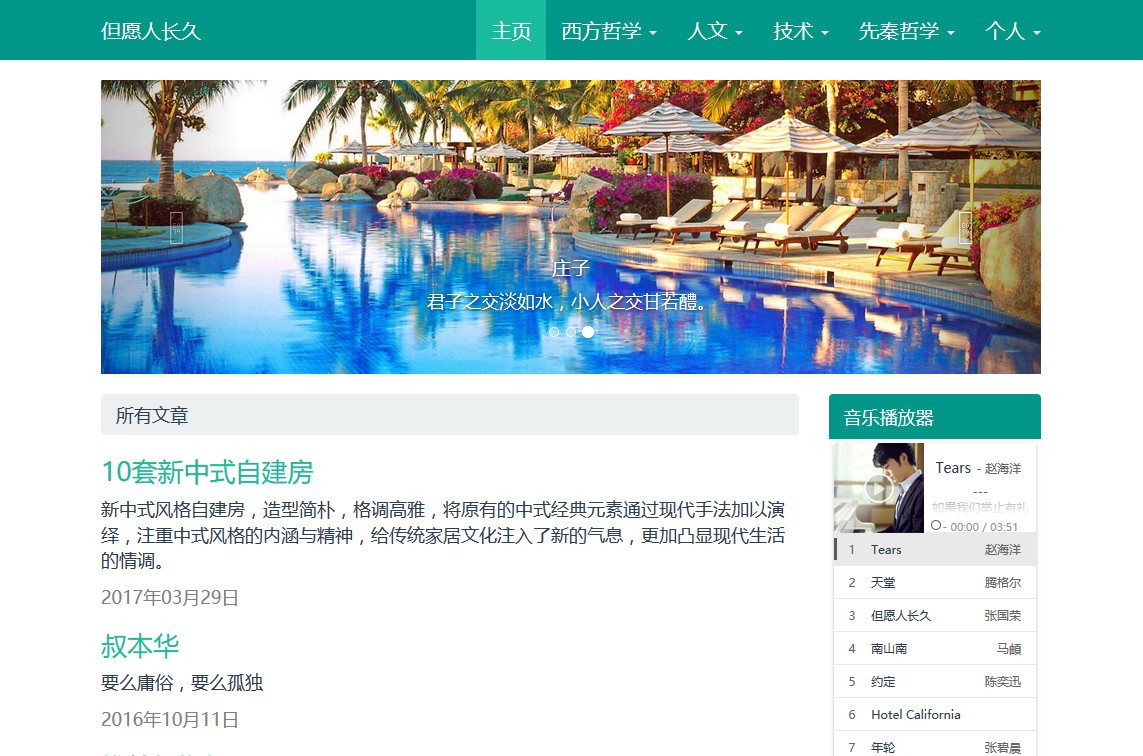 但愿人长久
主页 西方哲学 人文 技术 先秦哲学 个人
庄子
君子之交淡如水，小人之交甘若醴。
所有文章
10套新中式自建房
新中式风格自建房，造型简朴，格调高雅，将原有的中式经典元素通过现代手法加以演
绎，注重中式风格的内涵与精神，给传统家居文化注入了新的气息，更加凸显现代生活
的情调。
2017年03月29日
叔本华
要么庸俗，要么孤独
2016年10月11日
音乐播放器
Tears - 赵海洋
---
如果我们举止有礼
- 00:00 / 03:51
1 Tears 赵海洋
2 天堂 腾格尔
3 但愿人长久 张国荣
4 南山南 马頔
5 约定 陈奕迅
6 Hotel California
7 年轮 张碧晨